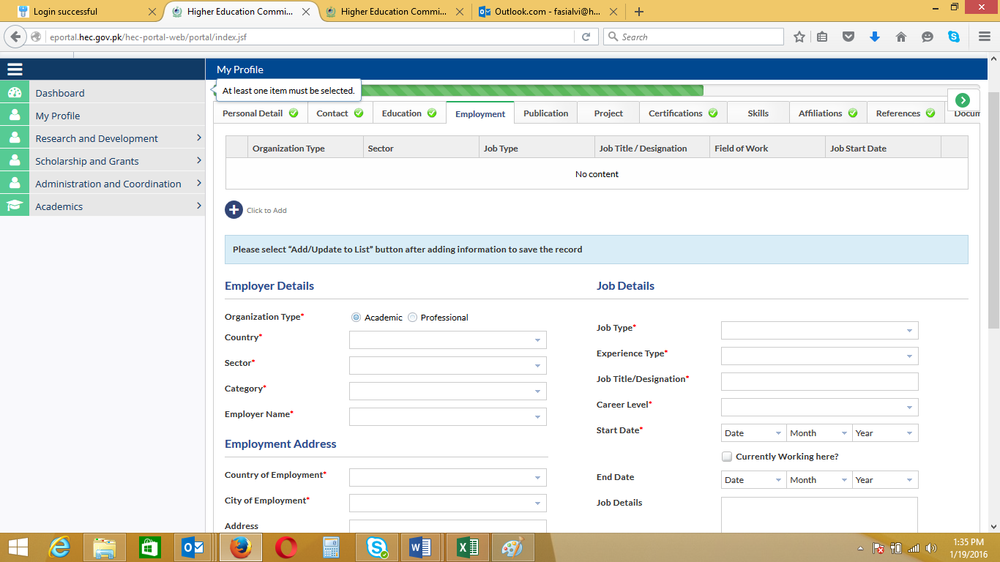 Login successful
Higher Education Commi...
Higher Education Commi...
Outlook.com - fasialvi@h...
eportal.hec.gov.pk/hec-portal-web/portal/index.jsf
Search
My Profile
At least one item must be selected.
Dashboard
My Profile
Research and Development
Scholarship and Grants
Administration and Coordination
Academics
Personal Detail
Contact
Education
Employment
Publication
Project
Certifications
Skills
Affiliations
References
Docum
Organization Type Sector Job Type Job Title / Designation Field of Work Job Start Date
No content
Click to Add
Please select “Add/Update to List” button after adding information to save the record
Employer Details
Organization Type* Academic Professional
Country*
Sector*
Category*
Employer Name*
Employment Address
Country of Employment*
City of Employment*
Address
Job Details
Job Type*
Experience Type*
Job Title/Designation*
Career Level*
Start Date* Date Month Year
Currently Working here?
End Date Date Month Year
Job Details
1:35 PM
1/19/2016